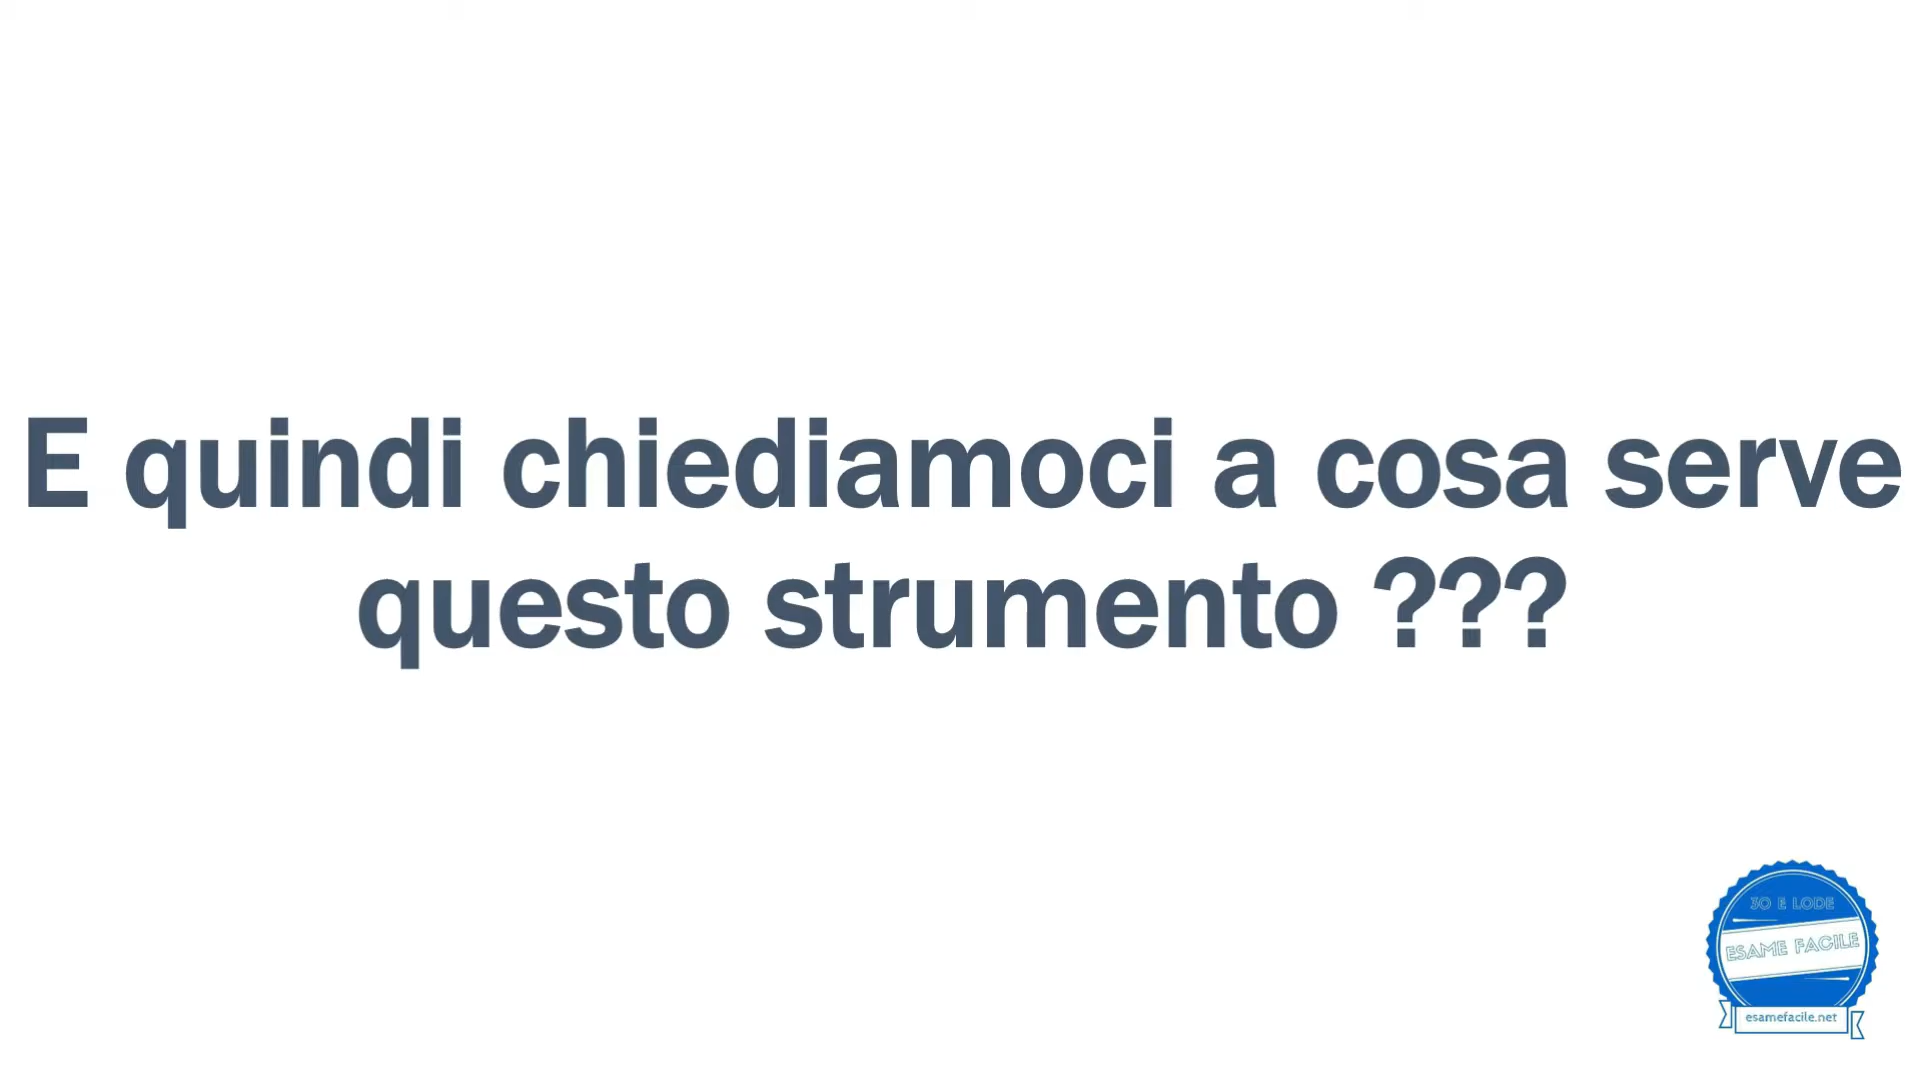 E quindi chiediamoci a cosa serve
questo strumento ???
30 E LODE
ESAME FACILE
esamefacile.net